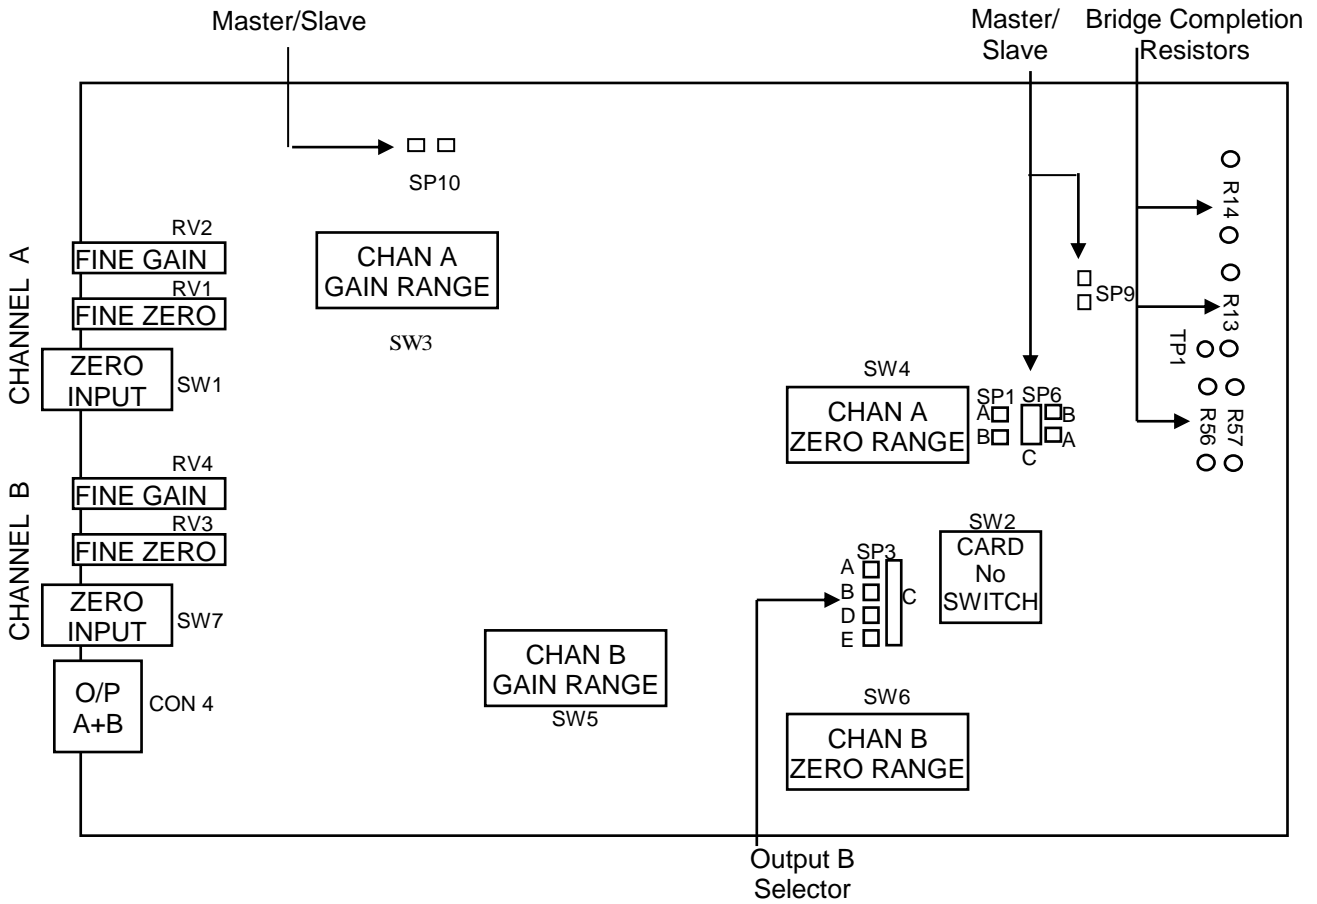 Master/Slave
Master/
Slave
Bridge Completion
Resistors
SP10
R14
RV2
FINE GAIN
RV1
FINE ZERO
ZERO
INPUT
SW1
CHANNEL A
CHAN A
GAIN RANGE
SW3
SP9
R13
TP1
SW4
CHAN A
ZERO RANGE
SP1
A
B
SP6
B
A
C
R56
R57
RV4
FINE GAIN
RV3
FINE ZERO
ZERO
INPUT
SW7
CHANNEL B
SW2
CARD
No
SWITCH
SP3
A
B
D
E
C
O/P
A+B
CON 4
CHAN B
GAIN RANGE
SW5
SW6
CHAN B
ZERO RANGE
Output B
Selector